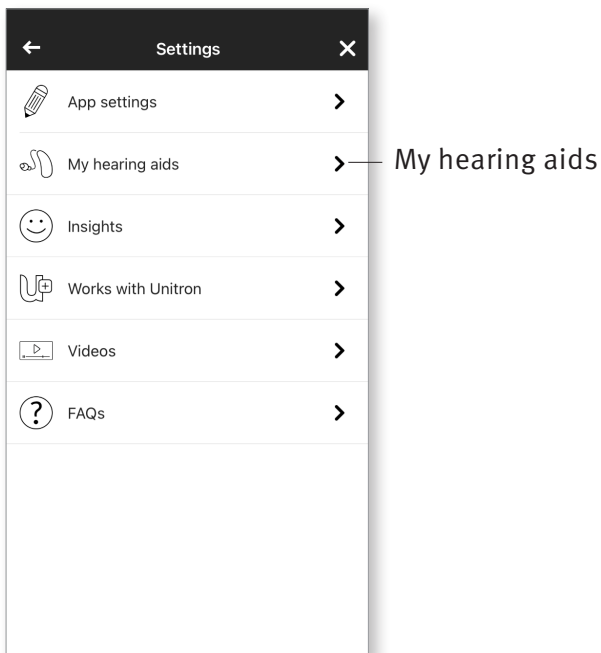 Settings
App settings
My hearing aids
My hearing aids
Insights
Works with Unitron
Videos
FAQs